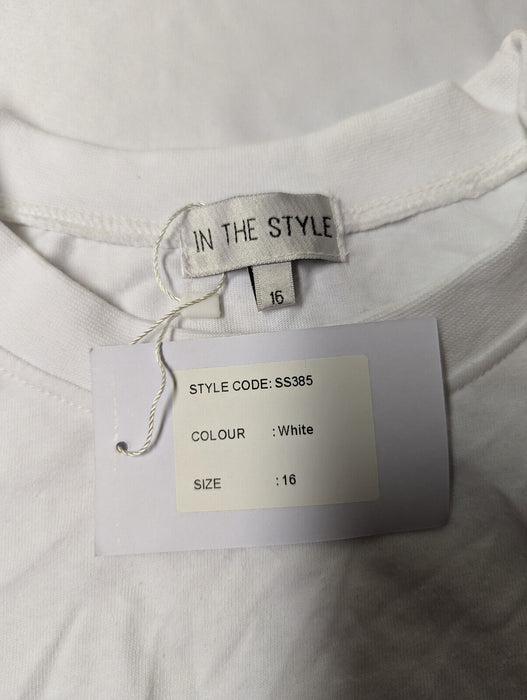 IN THE STYLE
16
STYLE CODE: SS385
COLOUR : White
SIZE : 16